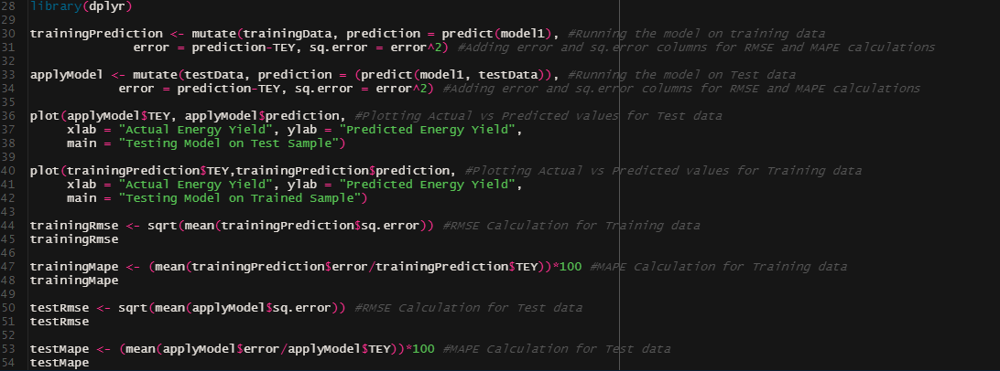 28 library(dplyr)
29
30 trainingPrediction <- mutate(trainingData, prediction = predict(model1), #Running the model on training data
31 error = prediction-TEY, sq.error = error^2) #Adding error and sq.error columns for RMSE and MAPE calculations
32
33 applyModel <- mutate(testData, prediction = (predict(model1, testData)), #Running the model on Test data
34 error = prediction-TEY, sq.error = error^2) #Adding error and sq.error columns for RMSE and MAPE calculations
35
36 plot(applyModel$TEY, applyModel$prediction, #Plotting Actual vs Predicted values for Test data
37 xlab = "Actual Energy Yield", ylab = "Predicted Energy Yield",
38 main = "Testing Model on Test Sample")
39
40 plot(trainingPrediction$TEY,trainingPrediction$prediction, #Plotting Actual vs Predicted values for Training data
41 xlab = "Actual Energy Yield", ylab = "Predicted Energy Yield",
42 main = "Testing Model on Trained Sample")
43
44 trainingRmse <- sqrt(mean(trainingPrediction$sq.error)) #RMSE Calculation for Training data
45 trainingRmse
46
47 trainingMape <- (mean(trainingPrediction$error/trainingPrediction$TEY))*100 #MAPE Calculation for Training data
48 trainingMape
49
50 testRmse <- sqrt(mean(applyModel$sq.error)) #RMSE Calculation for Test data
51 testRmse
52
53 testMape <- (mean(applyModel$error/applyModel$TEY))*100 #MAPE Calculation for Test data
54 testMape